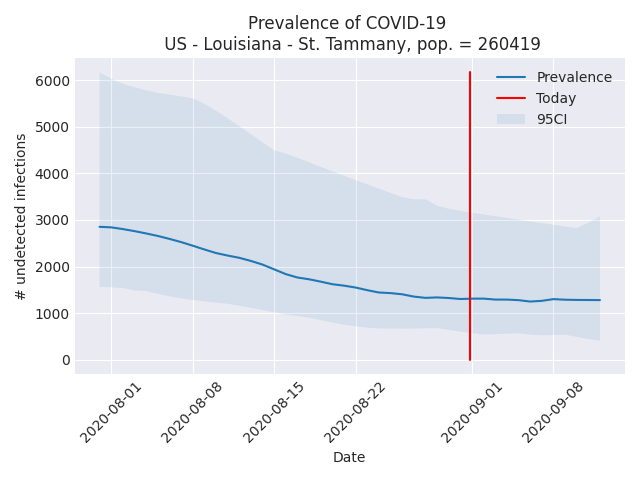 Prevalence of COVID-19
US - Louisiana - St. Tammany, pop. = 260419
Prevalence
Today
95CI
# undetected infections
6000
5000
4000
3000
2000
1000
0
2020-08-01
2020-08-08
2020-08-15
2020-08-22
2020-09-01
2020-09-08
Date